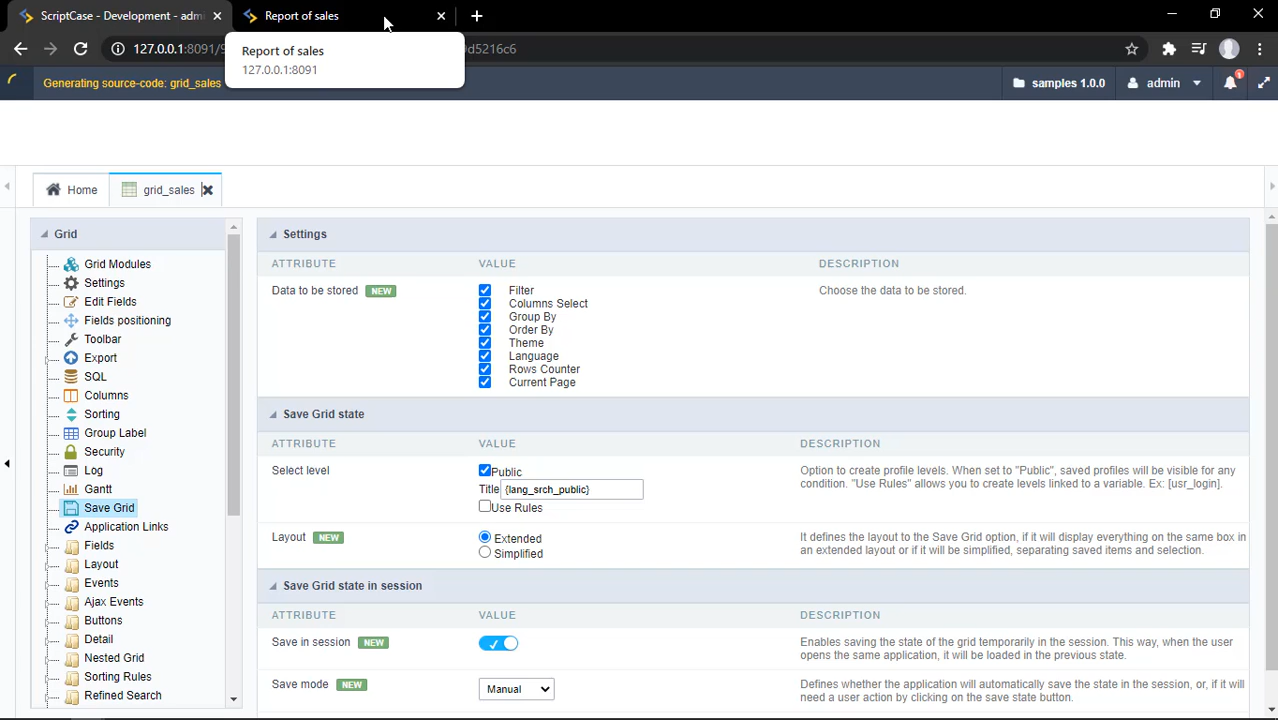 ScriptCase - Development - admi
Report of sales
127.0.0.1:8091/
d5216c6
Report of sales
127.0.0.1:8091
Generating source-code: grid_sales
samples 1.0.0
admin
1
Home
grid_sales
Grid
Grid Modules
Settings
Edit Fields
Fields positioning
Toolbar
Export
SQL
Columns
Sorting
Group Label
Security
Log
Gantt
Save Grid
Application Links
Fields
Layout
Events
Ajax Events
Buttons
Detail
Nested Grid
Sorting Rules
Refined Search
Settings
ATTRIBUTE VALUE DESCRIPTION
Data to be stored NEW Filter Choose the data to be stored.
Columns Select
Group By
Order By
Theme
Language
Rows Counter
Current Page
Save Grid state
ATTRIBUTE VALUE DESCRIPTION
Select level Public Option to create profile levels. When set to "Public", saved profiles will be visible for any
condition. "Use Rules" allows you to create levels linked to a variable. Ex: [usr_login].
Title {lang_srch_public}
Use Rules
Layout NEW Extended It defines the layout to the Save Grid option, if it will display everything on the same box in
Simplified an extended layout or if it will be simplified, separating saved items and selection.
Save Grid state in session
ATTRIBUTE VALUE DESCRIPTION
Save in session NEW Enables saving the state of the grid temporarily in the session. This way, when the user
opens the same application, it will be loaded in the previous state.
Save mode NEW Manual Defines whether the application will automatically save the state in the session, or, if it will
need a user action by clicking on the save state button.